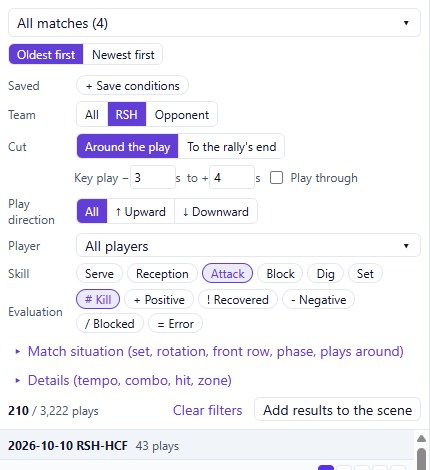 All matches (4)
Oldest first Newest first
Saved + Save conditions
Team All RSH Opponent
Cut Around the play To the rally's end
Key play − 3 s to + 4 s Play through
Play direction All ↑ Upward ↓ Downward
Player All players
Skill Serve Reception Attack Block Dig Set
Evaluation # Kill + Positive ! Recovered - Negative
/ Blocked = Error
▸ Match situation (set, rotation, front row, phase, plays around)
▸ Details (tempo, combo, hit, zone)
210 / 3,222 plays Clear filters Add results to the scene
2026-10-10 RSH-HCF 43 plays